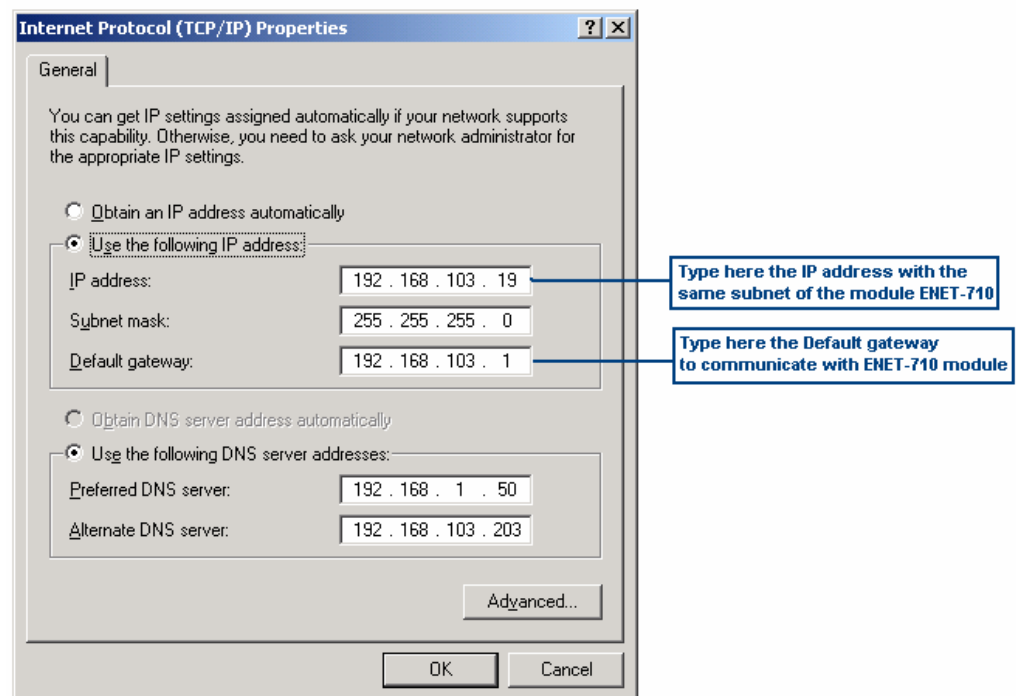 Internet Protocol (TCP/IP) Properties
General
You can get IP settings assigned automatically if your network supports
this capability. Otherwise, you need to ask your network administrator for
the appropriate IP settings.
Obtain an IP address automatically
Use the following IP address:
IP address: 192 . 168 . 103 . 19
Type here the IP address with the
same subnet of the module ENET-710
Subnet mask: 255 . 255 . 255 . 0
Default gateway: 192 . 168 . 103 . 1
Type here the Default gateway
to communicate with ENET-710 module
Obtain DNS server address automatically
Use the following DNS server addresses:
Preferred DNS server: 192 . 168 . 1 . 50
Alternate DNS server: 192 . 168 . 103 . 203
Advanced...
OK Cancel